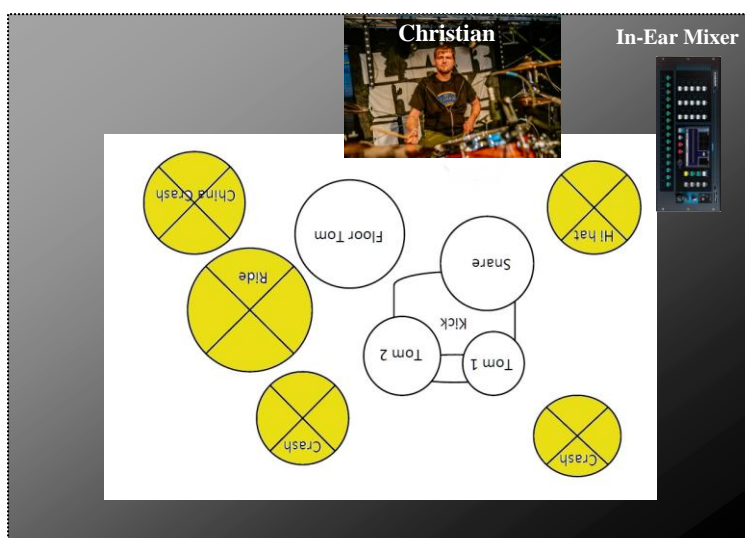 Christian
In-Ear Mixer
China Crash
Floor Tom
Hi hat
Snare
Ride
Kick
Tom 2
Tom 1
Crash
Crash